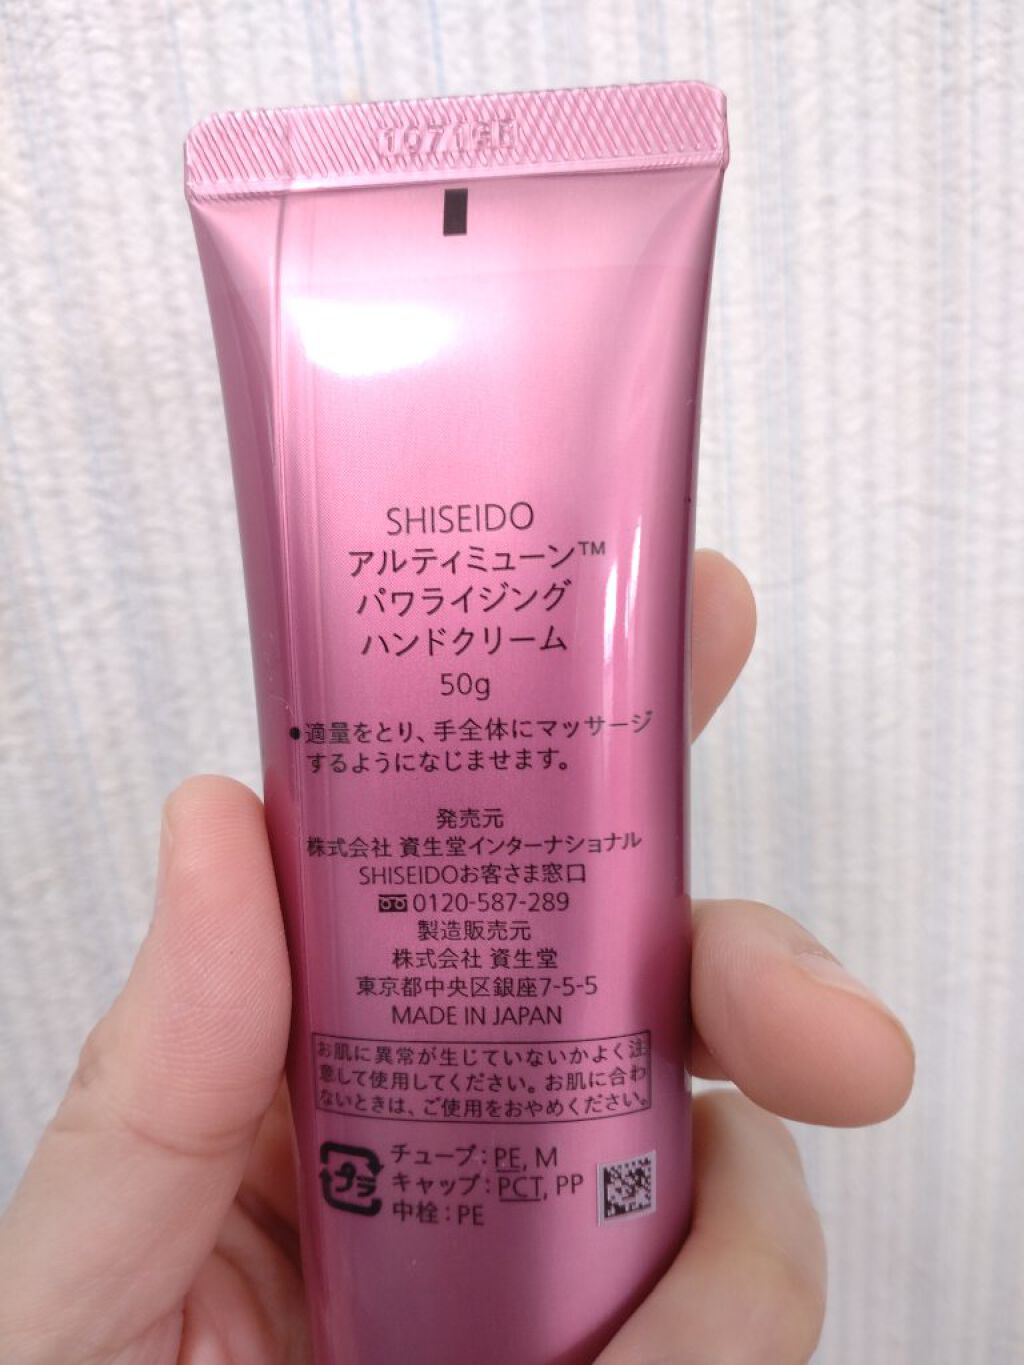 SHISEIDO
アルティミューン™
パワライジング
ハンドクリーム
50g
●適量をとり、手全体にマッサージ
するようになじませます。
発売元
株式会社 資生堂インターナショナル
SHISEIDOお客さま窓口
0120-587-289
製造販売元
株式会社 資生堂
東京都中央区銀座7-5-5
MADE IN JAPAN
お肌に異常が生じていないかよく注
意して使用してください。お肌に合わ
ないときは、ご使用をおやめください。
プラ
チューブ:PE, M
キャップ:PCT, PP
中栓:PE